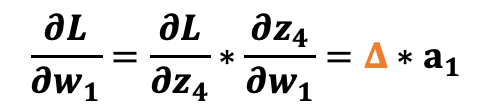 ∂L/∂w₁ = ∂L/∂z₄ * ∂z₄/∂w₁ = Δ * a₁